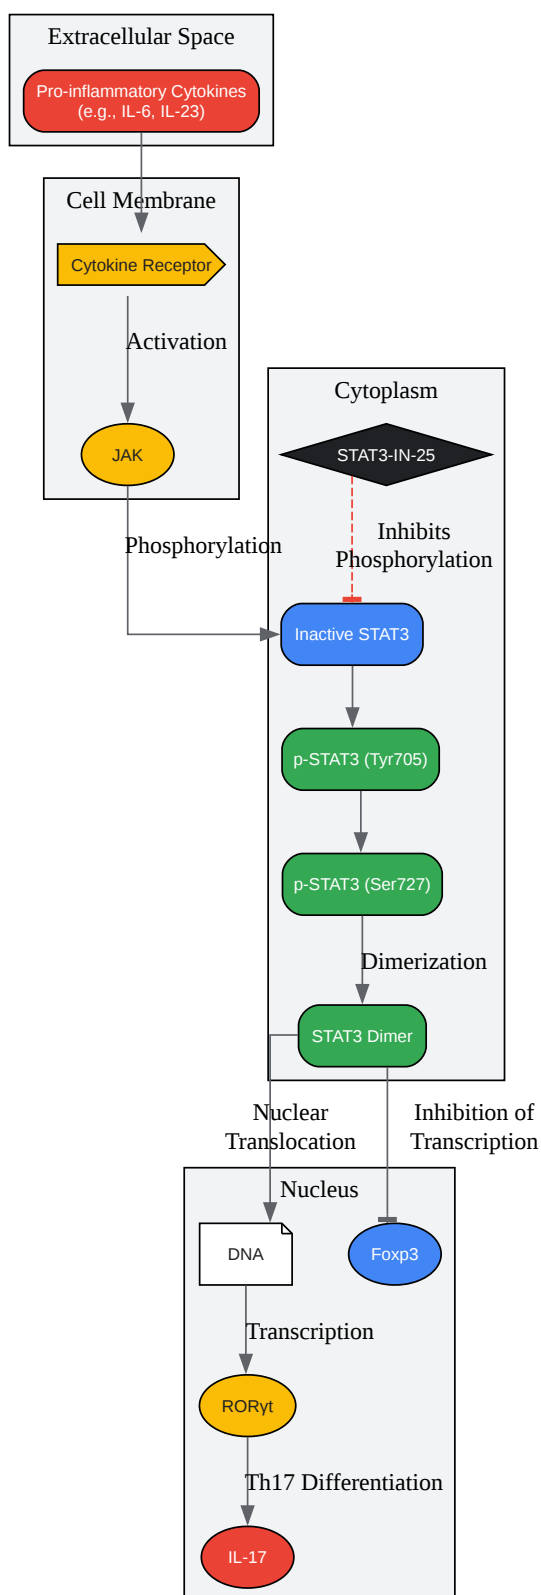 Extracellular Space
Pro-inflammatory Cytokines
(e.g., IL-6, IL-23)
Cell Membrane
Cytokine Receptor
Activation
JAK
Phosphorylation
Cytoplasm
STAT3-IN-25
Inhibits
Phosphorylation
Inactive STAT3
p-STAT3 (Tyr705)
p-STAT3 (Ser727)
Dimerization
STAT3 Dimer
Nuclear
Translocation
Inhibition of
Transcription
Nucleus
DNA
Foxp3
Transcription
RORγt
Th17 Differentiation
IL-17